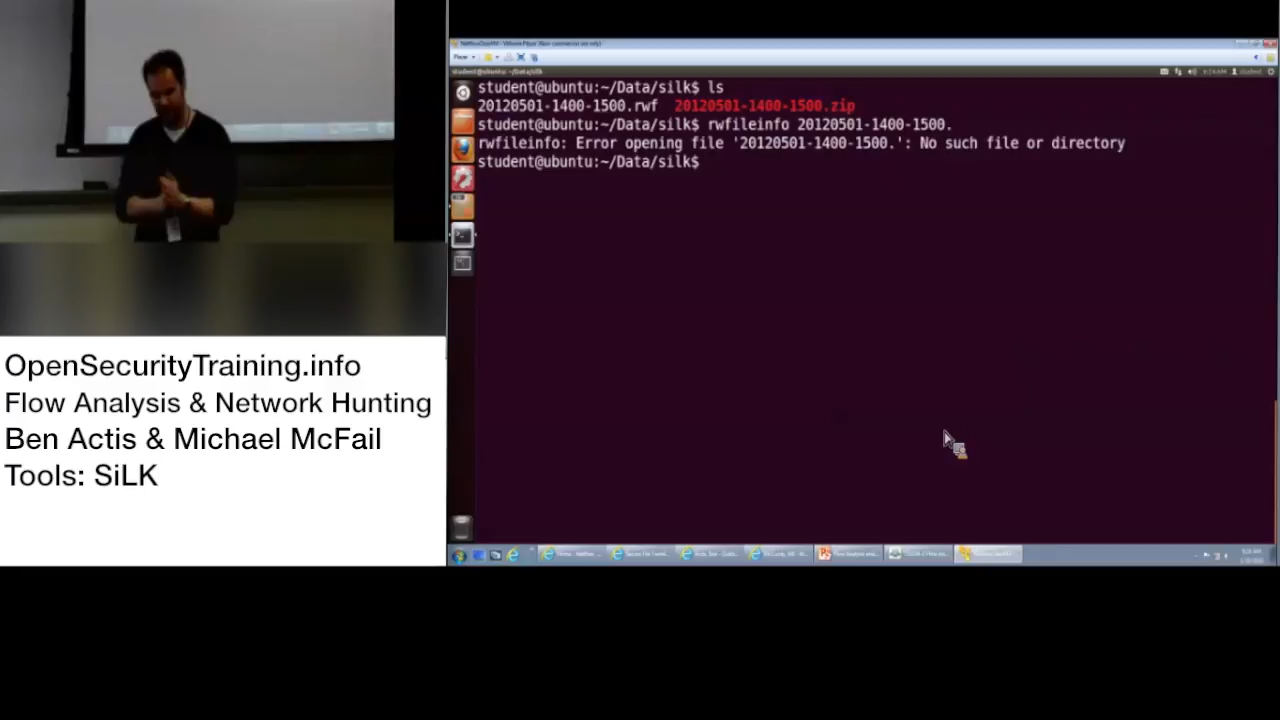 student@ubuntu:~/Data/silk$ ls
20120501-1400-1500.rwf 20120501-1400-1500.zip
student@ubuntu:~/Data/silk$ rwfileinfo 20120501-1400-1500.
rwfileinfo: Error opening file '20120501-1400-1500.': No such file or directory
student@ubuntu:~/Data/silk$
OpenSecurityTraining.info
Flow Analysis & Network Hunting
Ben Actis & Michael McFail
Tools: SiLK